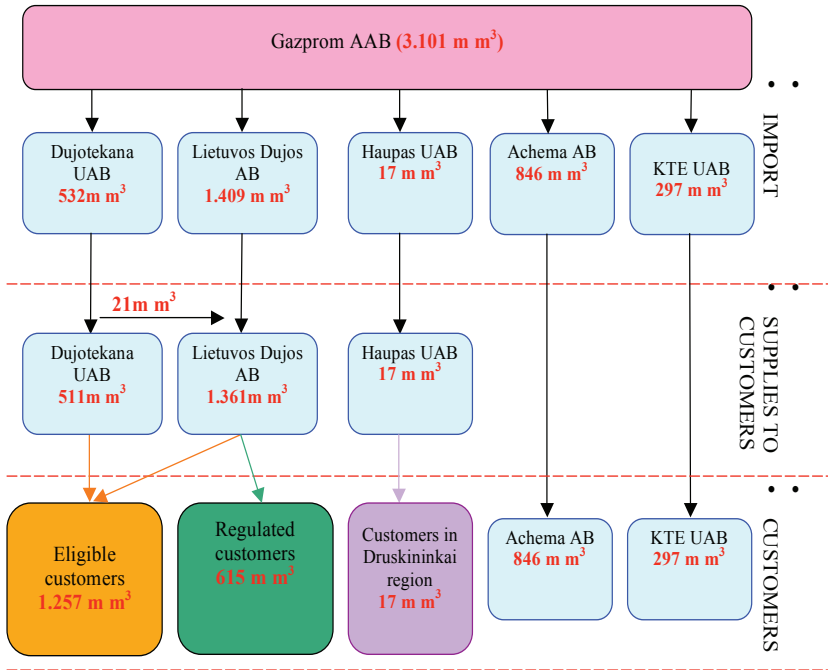 Gazprom AAB (3.101 m m³)
IMPORT
Dujotekana
UAB
532m m³
Lietuvos Dujos
AB
1.409 m m³
Haupas UAB
17 m m³
Achema AB
846 m m³
KTE UAB
297 m m³
21m m³
SUPPLIES TO
CUSTOMERS
Dujotekana
UAB
511m m³
Lietuvos Dujos
AB
1.361m m³
Haupas UAB
17 m m³
CUSTOMERS
Eligible
customers
1.257 m m³
Regulated
customers
615 m m³
Customers in
Druskininkai
region
17 m m³
Achema AB
846 m m³
KTE UAB
297 m m³